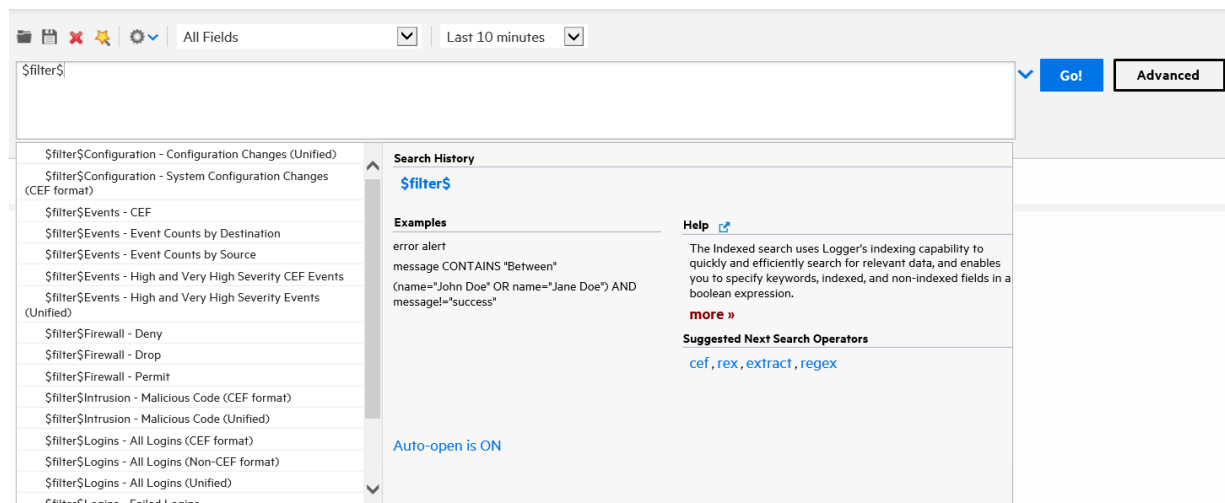 All Fields
Last 10 minutes
$filter$
Go!
Advanced
$filter$Configuration - Configuration Changes (Unified)
$filter$Configuration - System Configuration Changes
(CEF format)
$filter$Events - CEF
$filter$Events - Event Counts by Destination
$filter$Events - Event Counts by Source
$filter$Events - High and Very High Severity CEF Events
$filter$Events - High and Very High Severity Events
(Unified)
$filter$Firewall - Deny
$filter$Firewall - Drop
$filter$Firewall - Permit
$filter$Intrusion - Malicious Code (CEF format)
$filter$Intrusion - Malicious Code (Unified)
$filter$Logins - All Logins (CEF format)
$filter$Logins - All Logins (Non-CEF format)
$filter$Logins - All Logins (Unified)
$filter$Logins - Failed Logins
Search History
$filter$
Examples
error alert
message CONTAINS "Between"
(name="John Doe" OR name="Jane Doe") AND
message!="success"
Auto-open is ON
Help
The Indexed search uses Logger's indexing capability to
quickly and efficiently search for relevant data, and enables
you to specify keywords, indexed, and non-indexed fields in a
boolean expression.
more »
Suggested Next Search Operators
cef , rex , extract , regex